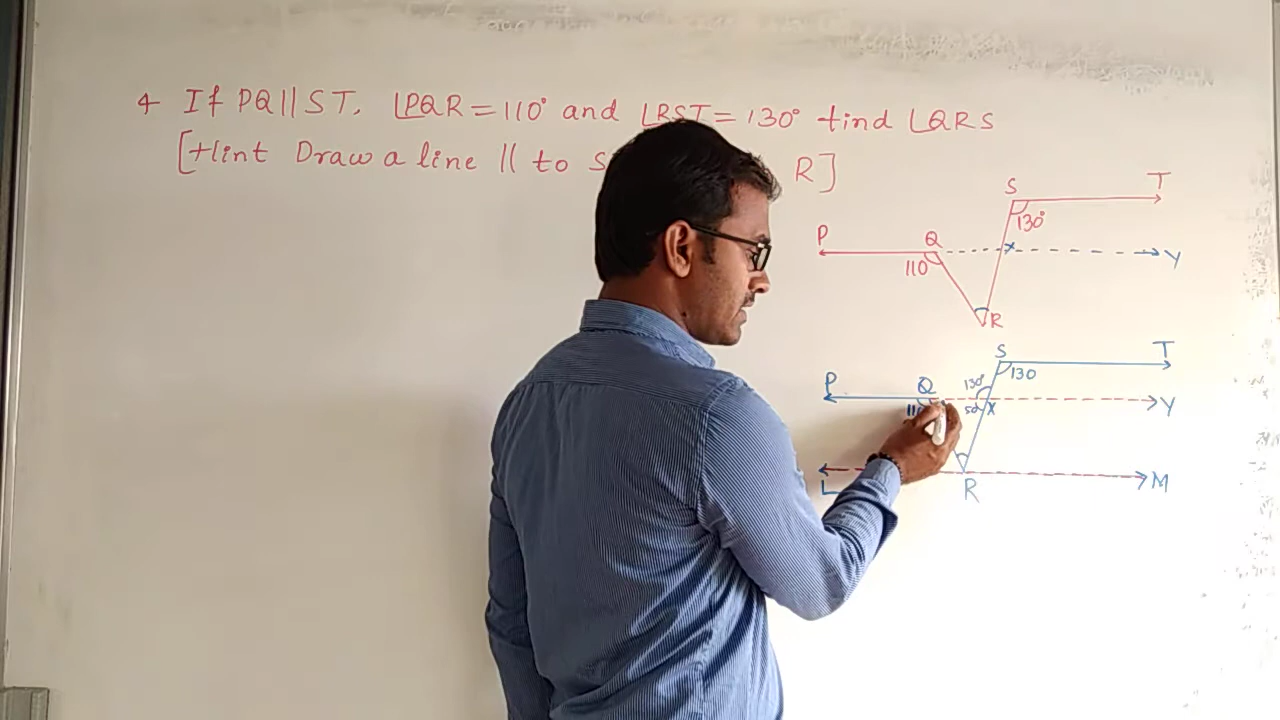 4 If PQ || ST, ∠PQR = 110° and ∠RST = 130° find ∠QRS
[Hint Draw a line || to S R]
S T
130°
P Q x Y
110
R
S T
130
P Q 130° Y
50 x
L R M